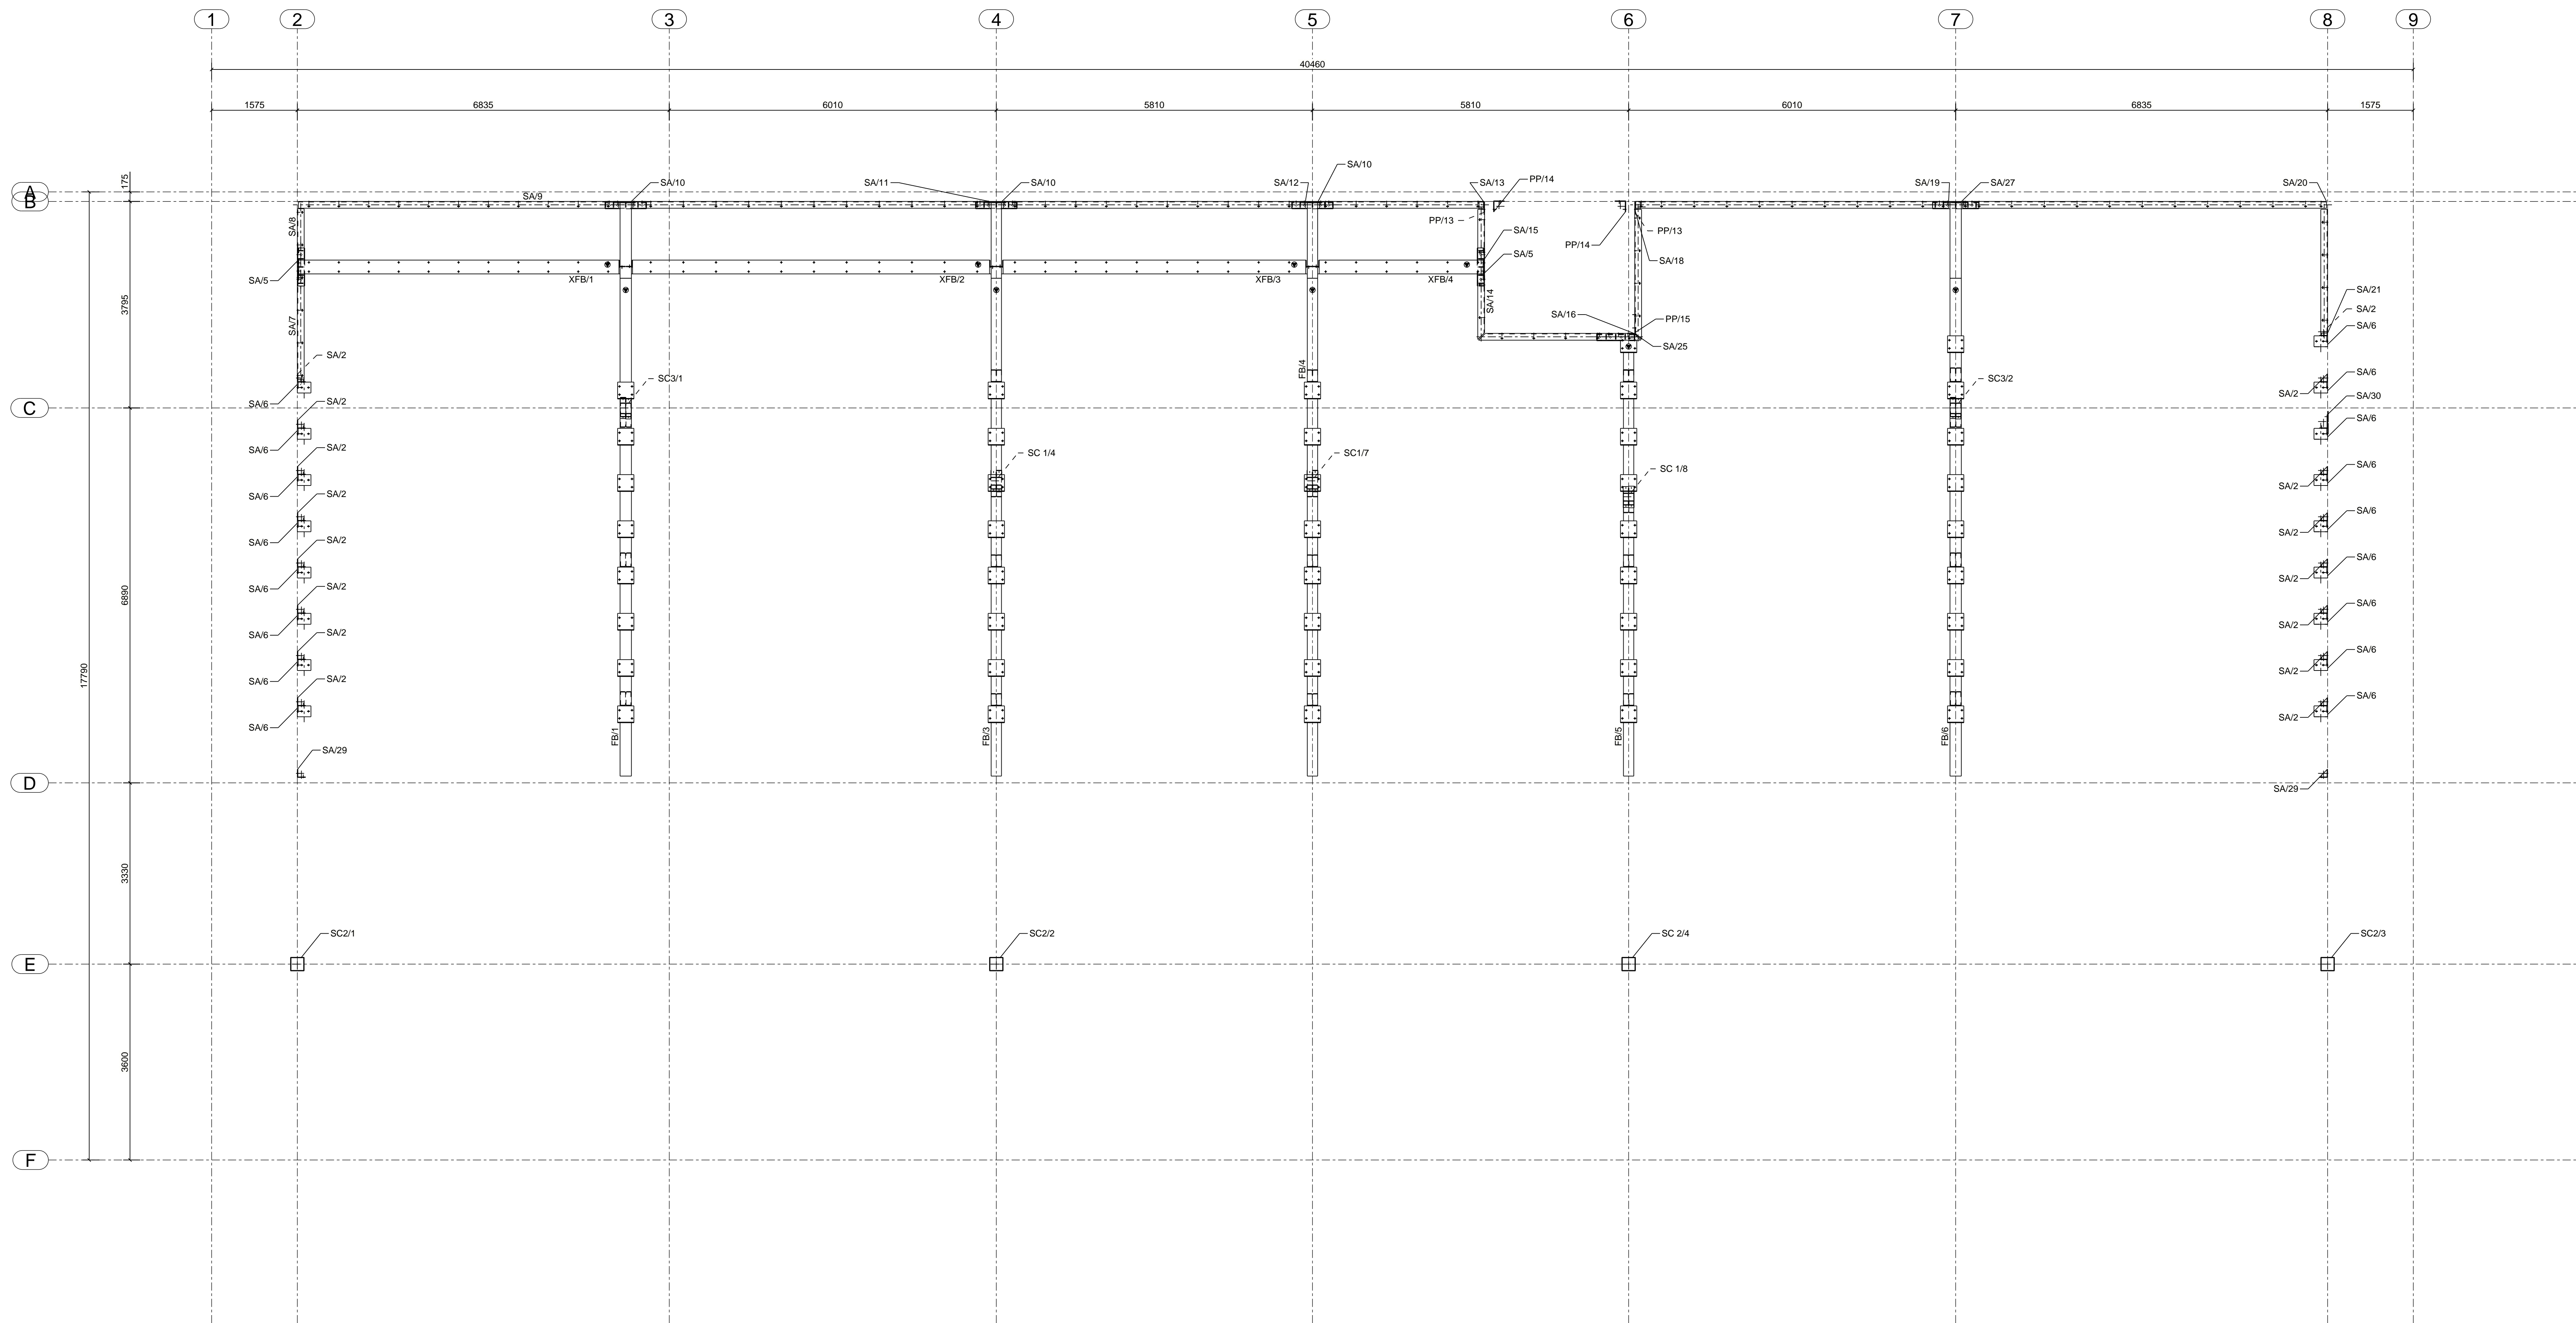 1 2 3 4 5 6 7 8 9
40460
1575 6835 6010 5810 5810 6010 6835 1575
175
A
B
SA/10
SA/9 SA/10 SA/11 SA/10 SA/12 SA/13 PP/14 SA/19 SA/27 SA/20
SA/8 PP/13 PP/14 PP/13
SA/15
SA/18
SA/5 SA/5
XFB/1 XFB/2 XFB/3 XFB/4
3795
SA/14
SA/21
SA/2
SA/7 SA/16 PP/15 SA/6
SA/25
SA/2 FB/4
SC3/1 SC3/2 SA/6
SA/2
SA/6 SA/2 SA/30
C
SA/6
SA/6 SA/2 SC 1/4 SC1/7
SC 1/8 SA/6
SA/2
SA/6 SA/2
SA/6
SA/2
SA/6 SA/2
SA/6
SA/2
SA/6 SA/2
6890
SA/6
SA/2
SA/6 SA/2
SA/6
SA/2
17790
SA/6 SA/2
SA/6
SA/2
SA/6 FB/1 FB/3 FB/5 FB/6
SA/29
D
SA/29
3330
SC2/1 SC2/2 SC 2/4 SC2/3
E
3600
F